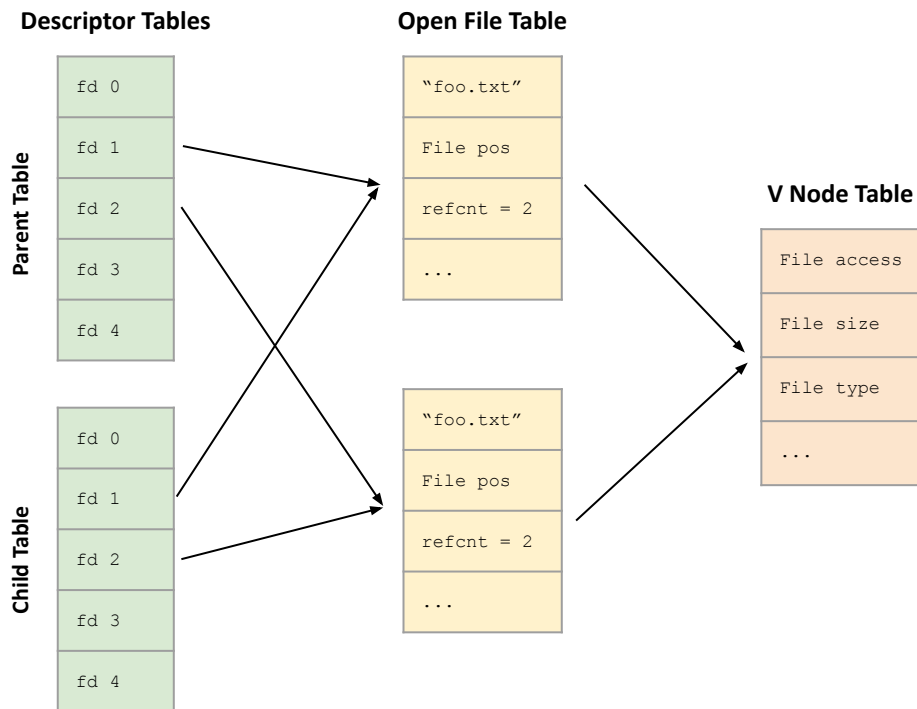 Descriptor Tables
Parent Table
fd 0
fd 1
fd 2
fd 3
fd 4
Child Table
fd 0
fd 1
fd 2
fd 3
fd 4
Open File Table
“foo.txt”
File pos
refcnt = 2
...
“foo.txt”
File pos
refcnt = 2
...
V Node Table
File access
File size
File type
...